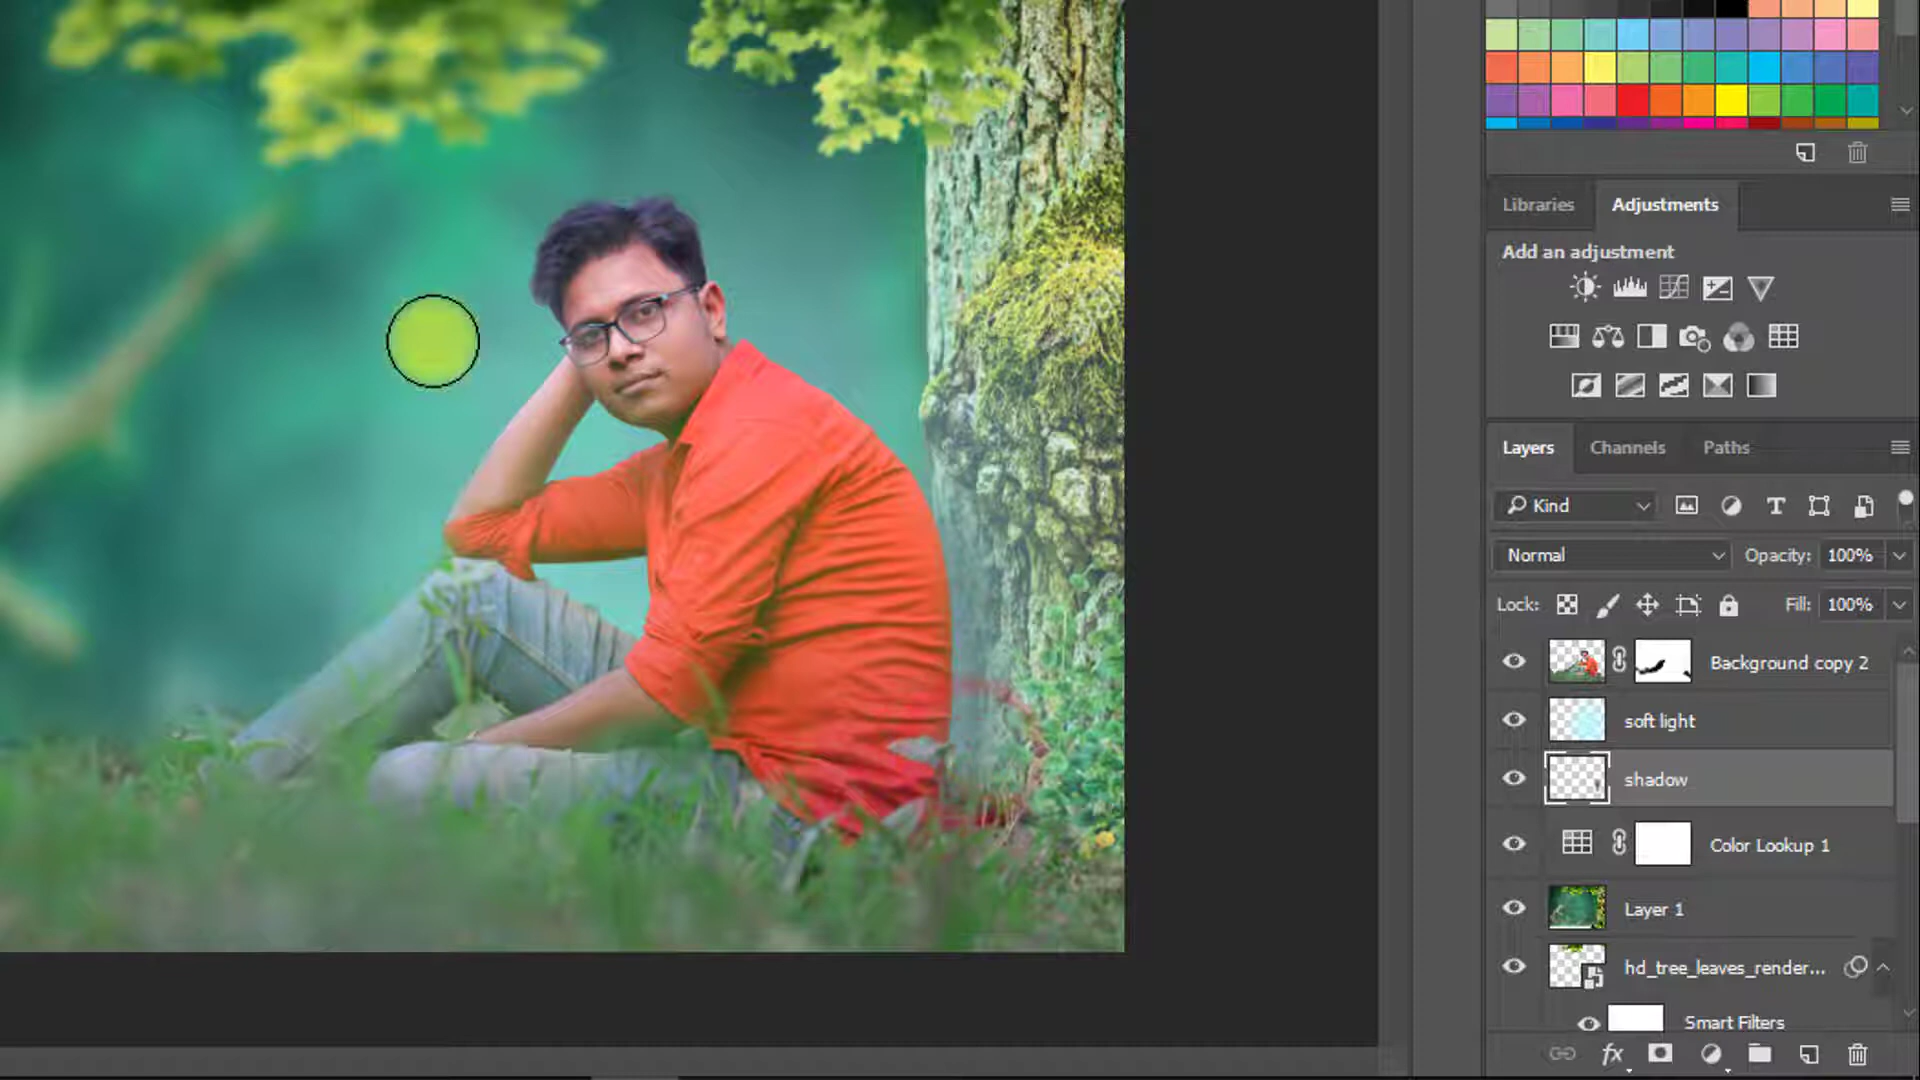 Libraries
Adjustments
Add an adjustment
Layers
Channels
Paths
Kind
Normal
Opacity: 100%
Lock:
Fill: 100%
Background copy 2
soft light
shadow
Color Lookup 1
Layer 1
hd_tree_leaves_render...
Smart Filters
fx